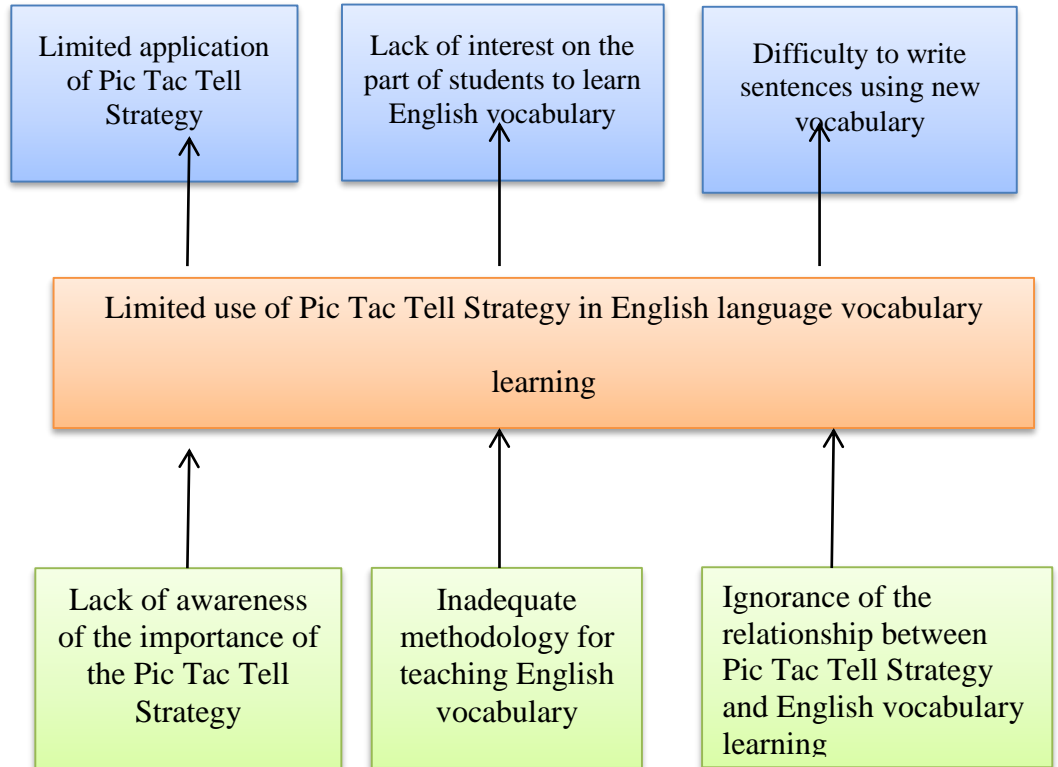 Limited application
of Pic Tac Tell
Strategy
Lack of interest on the
part of students to learn
English vocabulary
Difficulty to write
sentences using new
vocabulary
Limited use of Pic Tac Tell Strategy in English language vocabulary
learning
Lack of awareness
of the importance of
the Pic Tac Tell
Strategy
Inadequate
methodology for
teaching English
vocabulary
Ignorance of the
relationship between
Pic Tac Tell Strategy
and English vocabulary
learning